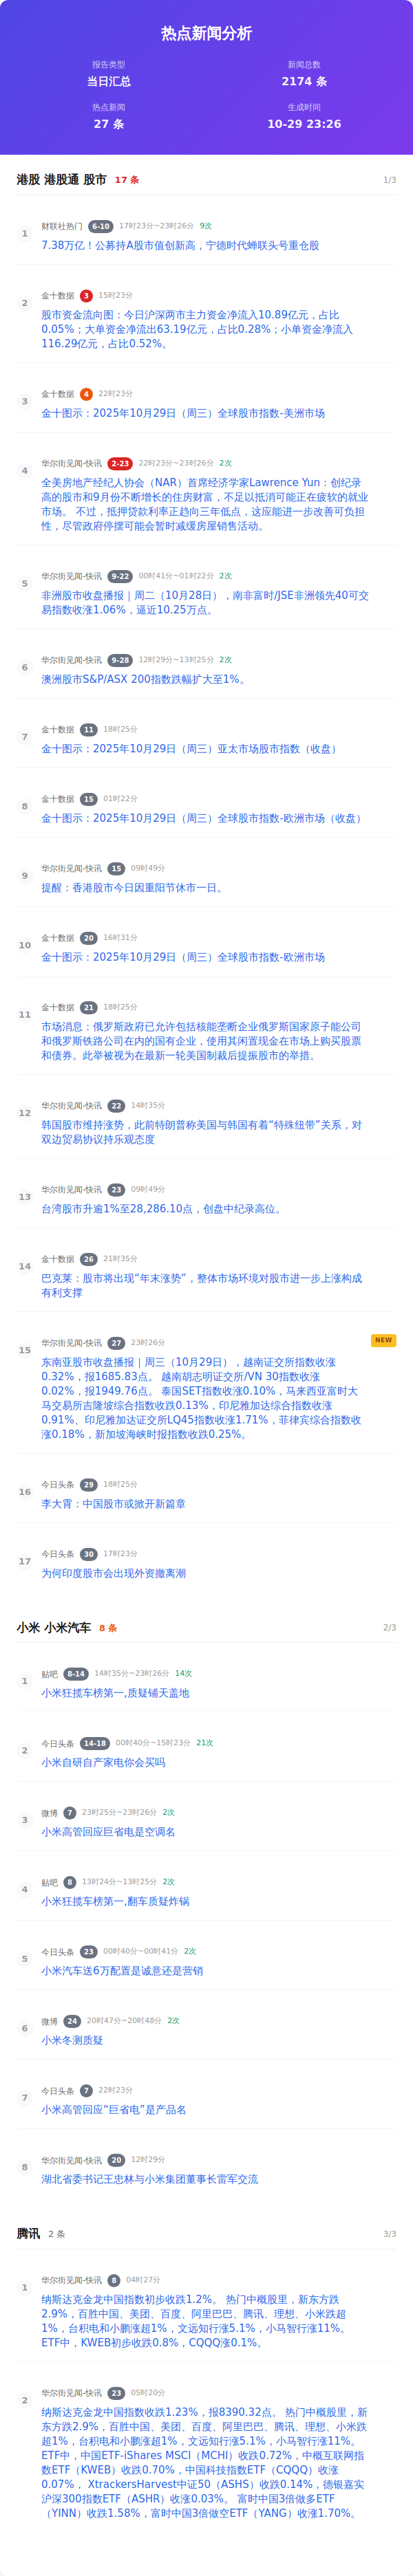 热点新闻分析
报告类型
当日汇总
新闻总数
2174 条
热点新闻
27 条
生成时间
10-29 23:26
港股 港股通 股市 17 条 1/3
1
财联社热门 6-10 17时23分~23时26分 9次
7.38万亿！公募持A股市值创新高，宁德时代蝉联头号重仓股
2
金十数据 3 15时23分
股市资金流向图：今日沪深两市主力资金净流入10.89亿元，占比
0.05%；大单资金净流出63.19亿元，占比0.28%；小单资金净流入
116.29亿元，占比0.52%。
3
金十数据 4 22时23分
金十图示：2025年10月29日（周三）全球股市指数-美洲市场
4
华尔街见闻-快讯 2-23 22时23分~23时26分 2次
全美房地产经纪人协会（NAR）首席经济学家Lawrence Yun：创纪录
高的股市和9月份不断增长的住房财富，不足以抵消可能正在疲软的就业
市场。 不过，抵押贷款利率正趋向三年低点，这应能进一步改善可负担
性，尽管政府停摆可能会暂时减缓房屋销售活动。
5
华尔街见闻-快讯 9-22 00时41分~01时22分 2次
非洲股市收盘播报｜周二（10月28日），南非富时/JSE非洲领先40可交
易指数收涨1.06%，逼近10.25万点。
6
华尔街见闻-快讯 9-28 12时29分~13时25分 2次
澳洲股市S&P/ASX 200指数跌幅扩大至1%。
7
金十数据 11 18时25分
金十图示：2025年10月29日（周三）亚太市场股市指数（收盘）
8
金十数据 15 01时22分
金十图示：2025年10月29日（周三）全球股市指数-欧洲市场（收盘）
9
华尔街见闻-快讯 15 09时49分
提醒：香港股市今日因重阳节休市一日。
10
金十数据 20 16时31分
金十图示：2025年10月29日（周三）全球股市指数-欧洲市场
11
金十数据 21 18时25分
市场消息：俄罗斯政府已允许包括核能垄断企业俄罗斯国家原子能公司
和俄罗斯铁路公司在内的国有企业，使用其闲置现金在市场上购买股票
和债券。此举被视为在最新一轮美国制裁后提振股市的举措。
12
华尔街见闻-快讯 22 14时35分
韩国股市维持涨势，此前特朗普称美国与韩国有着“特殊纽带”关系，对
双边贸易协议持乐观态度
13
华尔街见闻-快讯 23 09时49分
台湾股市升逾1%至28,286.10点，创盘中纪录高位。
14
金十数据 26 21时35分
巴克莱：股市将出现“年末涨势”，整体市场环境对股市进一步上涨构成
有利支撑
15
华尔街见闻-快讯 27 23时26分 NEW
东南亚股市收盘播报｜周三（10月29日），越南证交所指数收涨
0.32%，报1685.83点。 越南胡志明证交所/VN 30指数收涨
0.02%，报1949.76点。 泰国SET指数收涨0.10%，马来西亚富时大
马交易所吉隆坡综合指数收跌0.13%，印尼雅加达综合指数收涨
0.91%、印尼雅加达证交所LQ45指数收涨1.71%，菲律宾综合指数收
涨0.18%，新加坡海峡时报指数收跌0.25%。
16
今日头条 29 18时25分
李大霄：中国股市或掀开新篇章
17
今日头条 30 17时23分
为何印度股市会出现外资撤离潮
小米 小米汽车 8 条 2/3
1
贴吧 8-14 14时35分~23时26分 14次
小米狂揽车榜第一,质疑铺天盖地
2
今日头条 14-18 00时40分~15时23分 21次
小米自研自产家电你会买吗
3
微博 7 23时25分~23时26分 2次
小米高管回应巨省电是空调名
4
贴吧 8 13时24分~13时25分 2次
小米狂揽车榜第一,翻车质疑炸锅
5
今日头条 23 00时40分~00时41分 2次
小米汽车送6万配置是诚意还是营销
6
微博 24 20时47分~20时48分 2次
小米冬测质疑
7
今日头条 7 22时23分
小米高管回应“巨省电”是产品名
8
华尔街见闻-快讯 20 12时29分
湖北省委书记王忠林与小米集团董事长雷军交流
腾讯 2 条 3/3
1
华尔街见闻-快讯 8 04时27分
纳斯达克金龙中国指数初步收跌1.2%。 热门中概股里，新东方跌
2.9%，百胜中国、美团、百度、阿里巴巴、腾讯、理想、小米跌超
1%，台积电和小鹏涨超1%，文远知行涨5.1%，小马智行涨11%。
ETF中，KWEB初步收跌0.8%，CQQQ涨0.1%。
2
华尔街见闻-快讯 23 05时20分
纳斯达克金龙中国指数收跌1.23%，报8390.32点。 热门中概股里，新
东方跌2.9%，百胜中国、美团、百度、阿里巴巴、腾讯、理想、小米跌
超1%，台积电和小鹏涨超1%，文远知行涨5.1%，小马智行涨11%。
ETF中，中国ETF-iShares MSCI（MCHI）收跌0.72%，中概互联网指
数ETF（KWEB）收跌0.70%，中国科技指数ETF（CQQQ）收涨
0.07%， XtrackersHarvest中证50（ASHS）收跌0.14%，德银嘉实
沪深300指数ETF（ASHR）收涨0.03%。 富时中国3倍做多ETF
（YINN）收跌1.58%，富时中国3倍做空ETF（YANG）收涨1.70%。